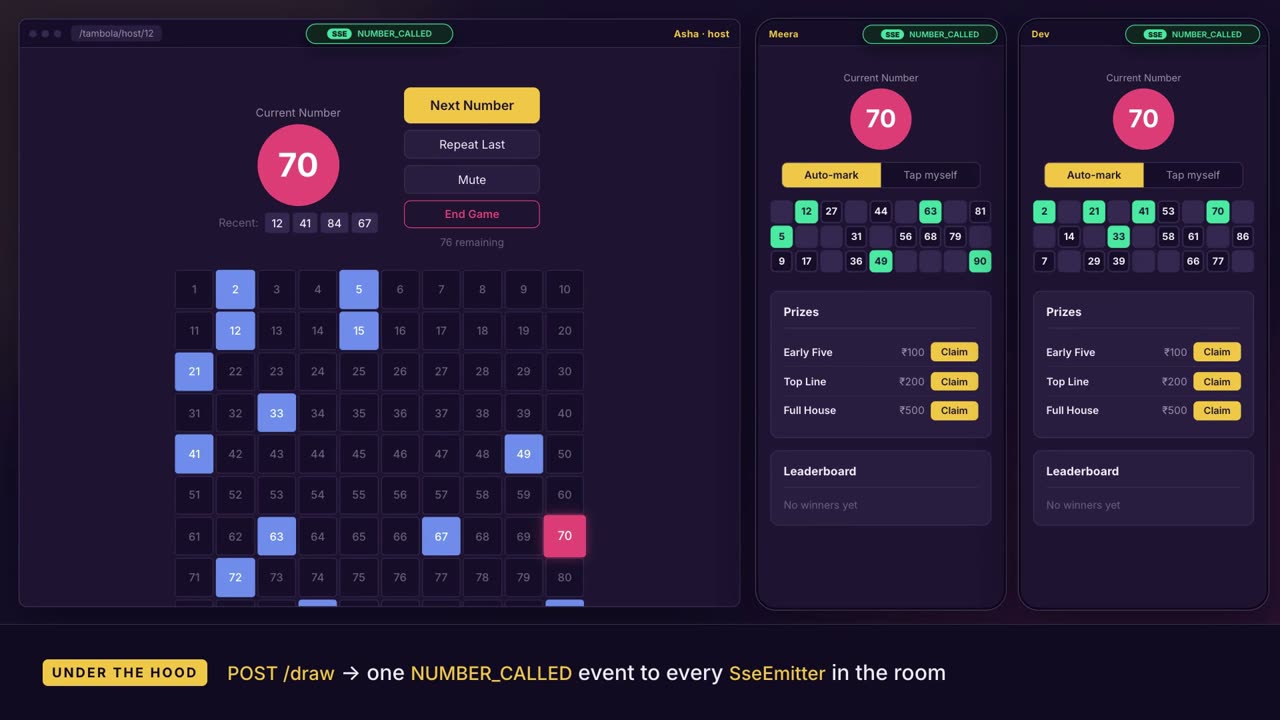 /tambola/host/12
SSE NUMBER_CALLED
Asha · host
Current Number
70
Recent: 12 41 84 67
Next Number
Repeat Last
Mute
End Game
76 remaining
1 2 3 4 5 6 7 8 9 10
11 12 13 14 15 16 17 18 19 20
21 22 23 24 25 26 27 28 29 30
31 32 33 34 35 36 37 38 39 40
41 42 43 44 45 46 47 48 49 50
51 52 53 54 55 56 57 58 59 60
61 62 63 64 65 66 67 68 69 70
71 72 73 74 75 76 77 78 79 80
Meera
SSE NUMBER_CALLED
Current Number
70
Auto-mark Tap myself
12 27 44 63 81
5 31 56 68 79
9 17 36 49 90
Prizes
Early Five ₹100 Claim
Top Line ₹200 Claim
Full House ₹500 Claim
Leaderboard
No winners yet
Dev
SSE NUMBER_CALLED
Current Number
70
Auto-mark Tap myself
2 21 41 53 70
14 33 58 61 86
7 29 39 66 77
Prizes
Early Five ₹100 Claim
Top Line ₹200 Claim
Full House ₹500 Claim
Leaderboard
No winners yet
UNDER THE HOOD
POST /draw → one NUMBER_CALLED event to every SseEmitter in the room